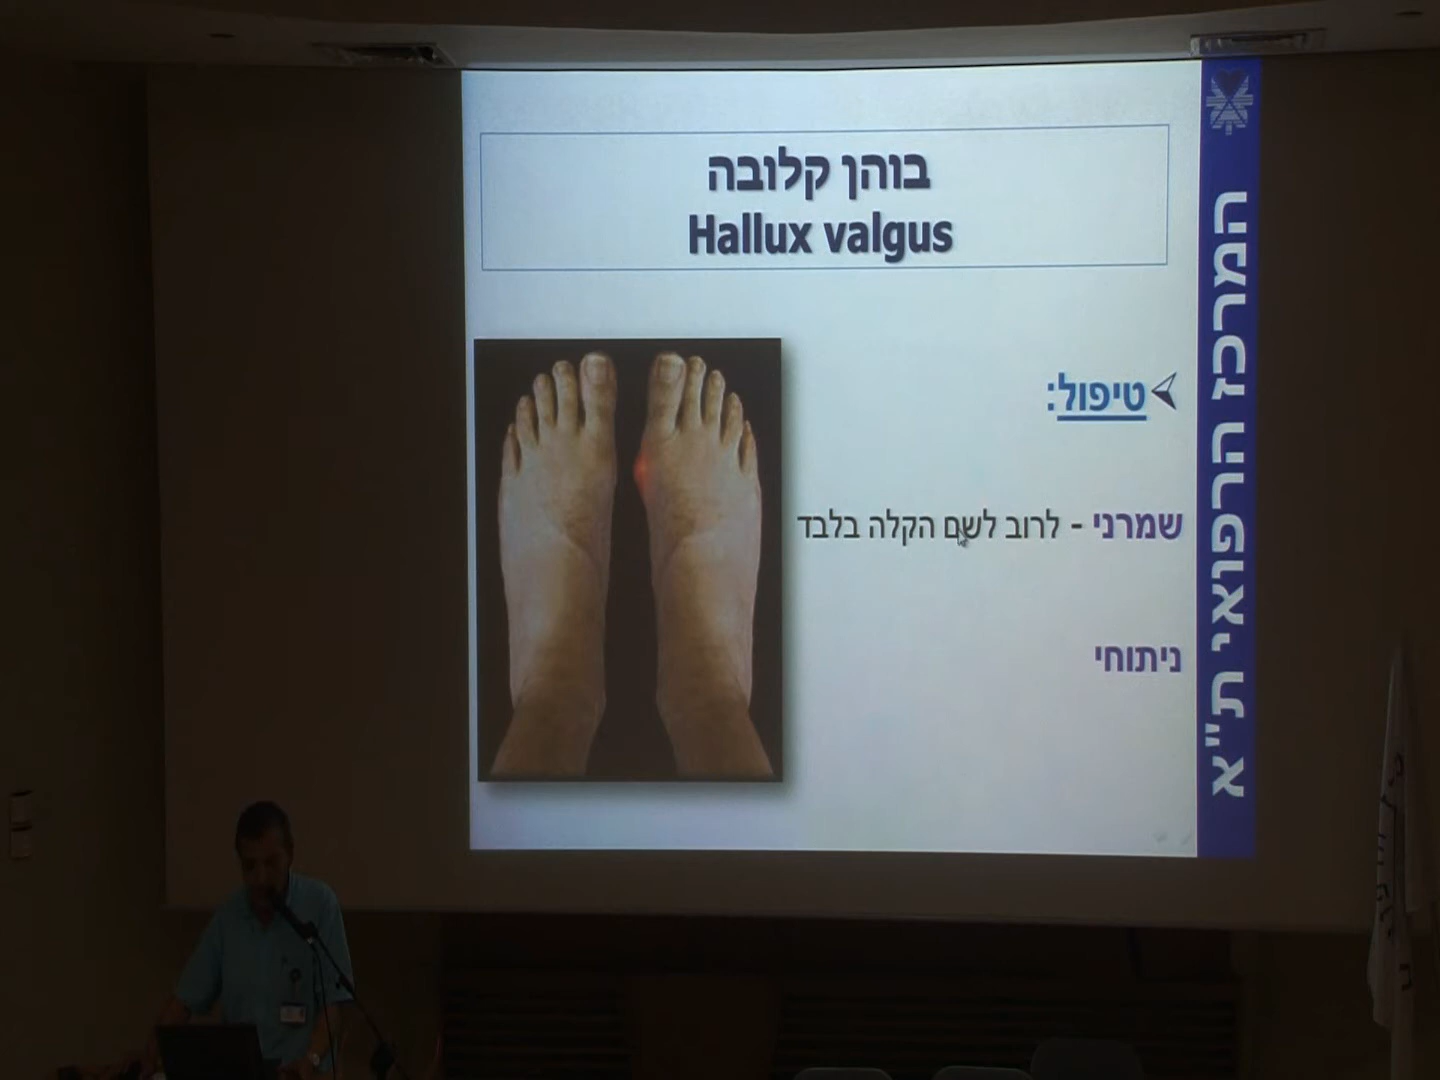 בוהן קלובה
Hallux valgus
טיפול:
שמרני - לרוב לשם הקלה בלבד
ניתוחי
המרכז הרפואי ת"א